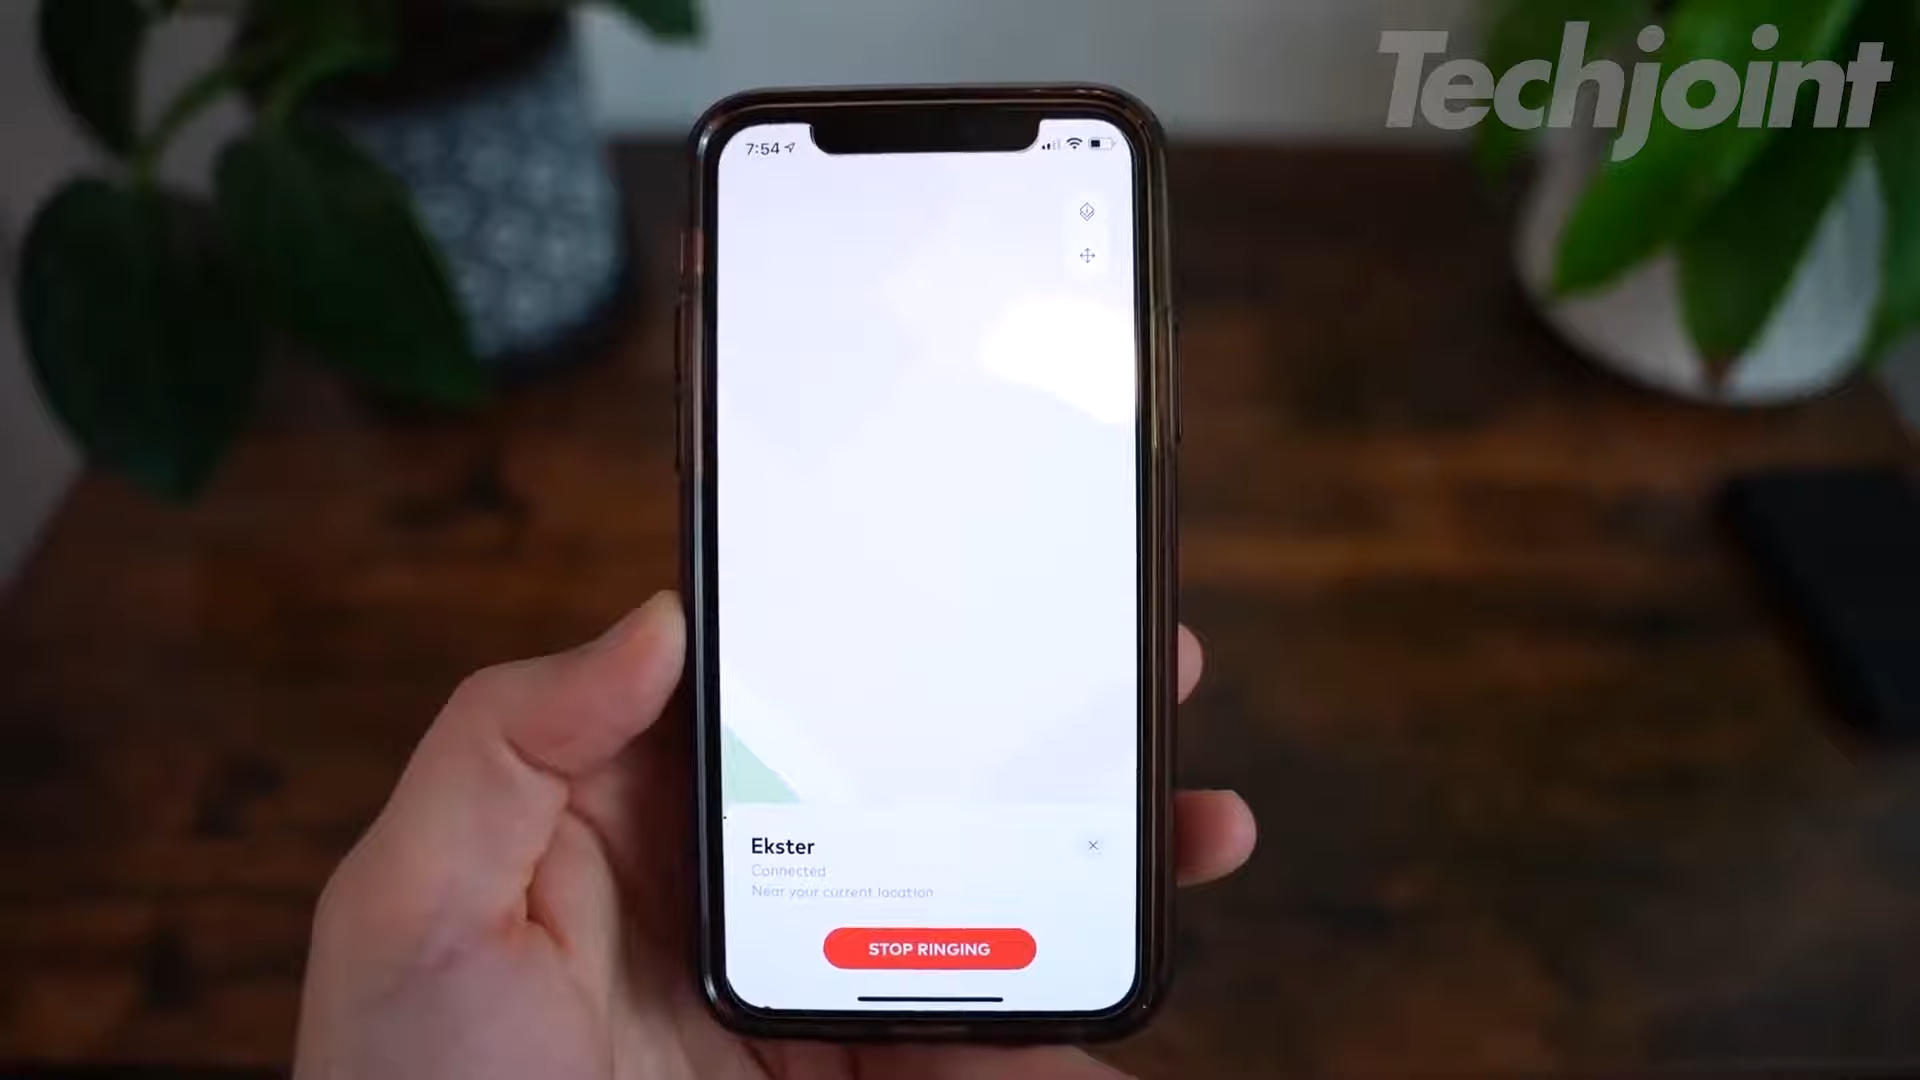 Techjoint
7:54
Ekster
Connected
Near your current location
STOP RINGING